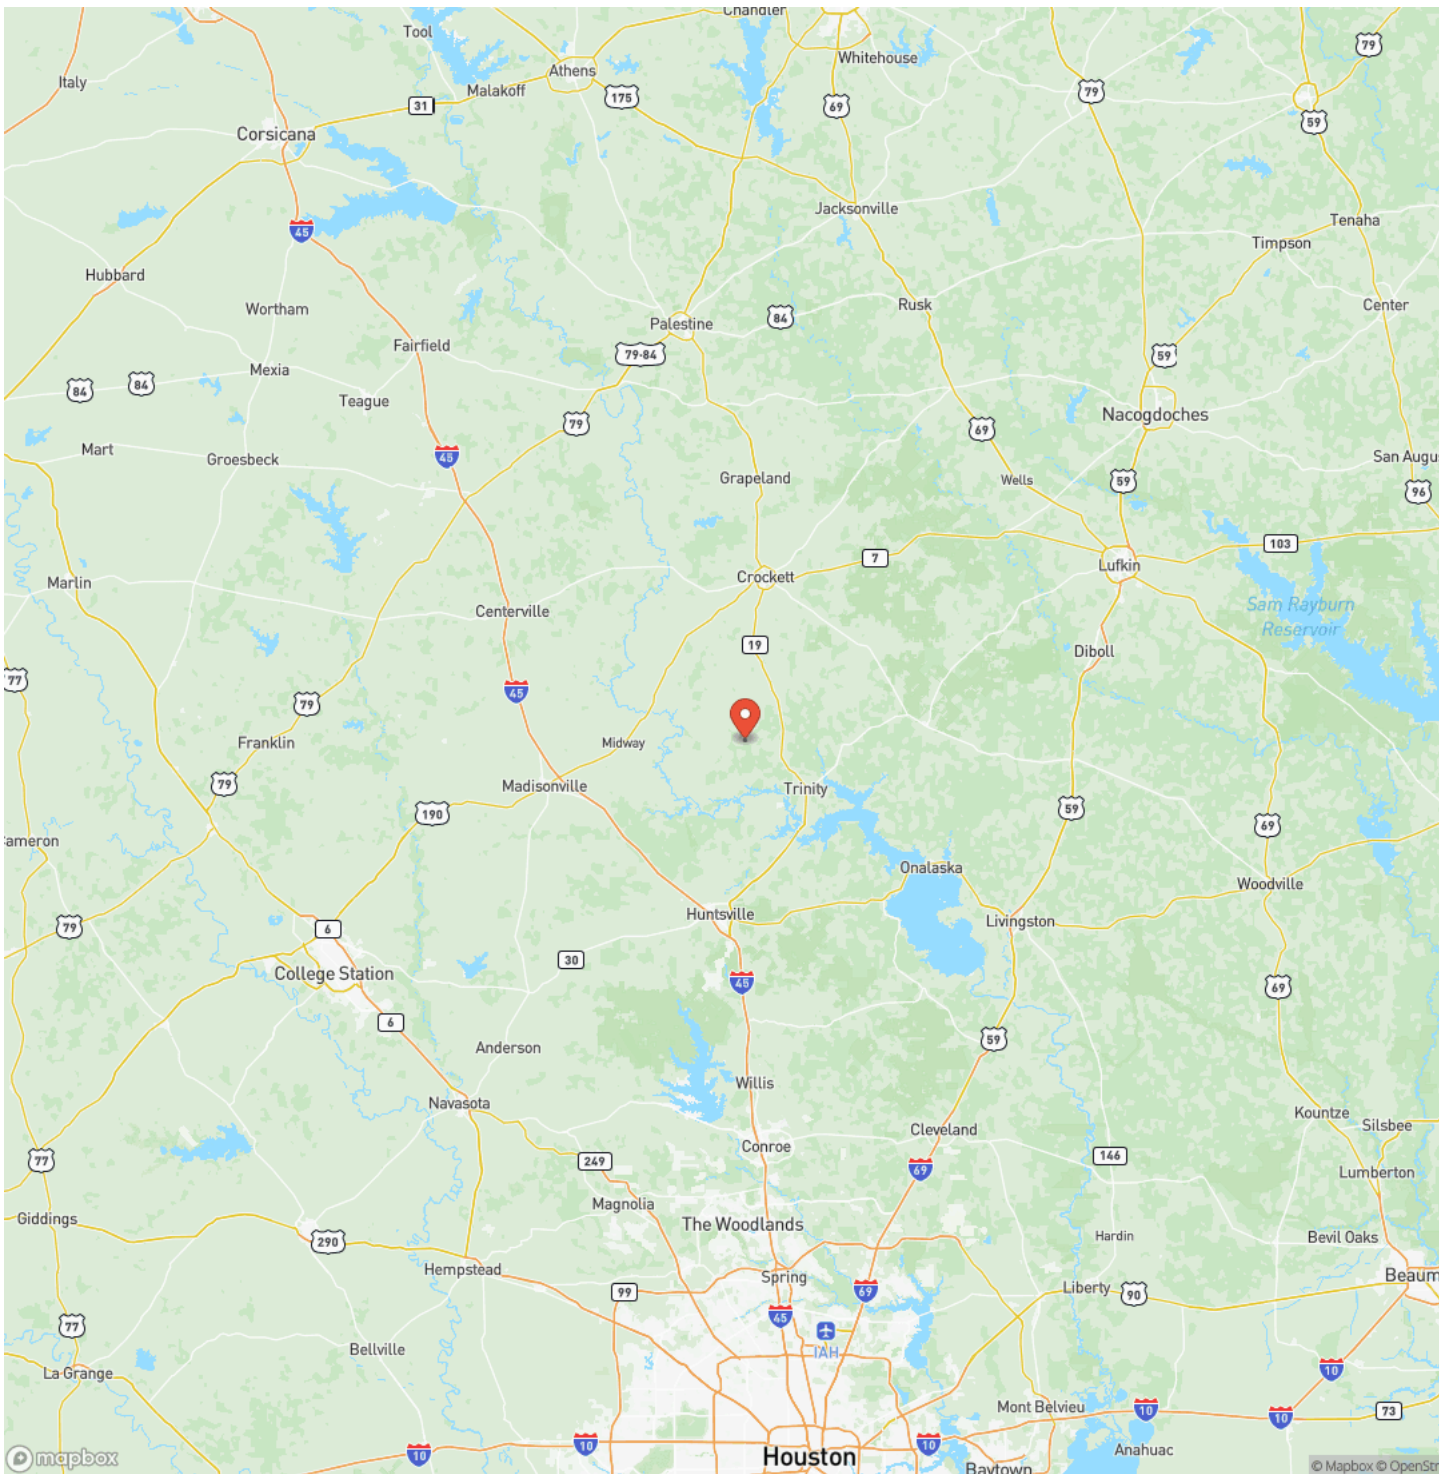 Chandler
Tool
Whitehouse
79
Italy
Athens
Malakoff
175
31
69
79
59
Corsicana
Jacksonville
Tenaha
45
Timpson
Hubbard
Wortham
Rusk
Center
84
Palestine
Fairfield
79-84
59
Mexia
84
84
Teague
Nacogdoches
79
69
Mart
Groesbeck
45
San Augu
Grapeland
Wells
59
96
103
7
Lufkin
Crockett
Marlin
Sam Rayburn
Reservoir
Centerville
19
Diboll
77
45
79
Franklin
Midway
79
Madisonville
Trinity
190
59
69
Cameron
Onalaska
Woodville
Huntsville
Livingston
79
6
30
College Station
45
69
6
59
Anderson
Willis
Navasota
Kountze
Silsbee
Cleveland
Conroe
146
77
249
69
Lumberton
Magnolia
Giddings
The Woodlands
Hardin
290
Bevil Oaks
Hempstead
Spring
Beaum
99
69
Liberty
90
45
77
IAH
Bellville
La Grange
10
Mont Belvieu
10
10
73
10
10
10
Anahuac
mapbox
Houston
Baytown
© Mapbox © OpenStr